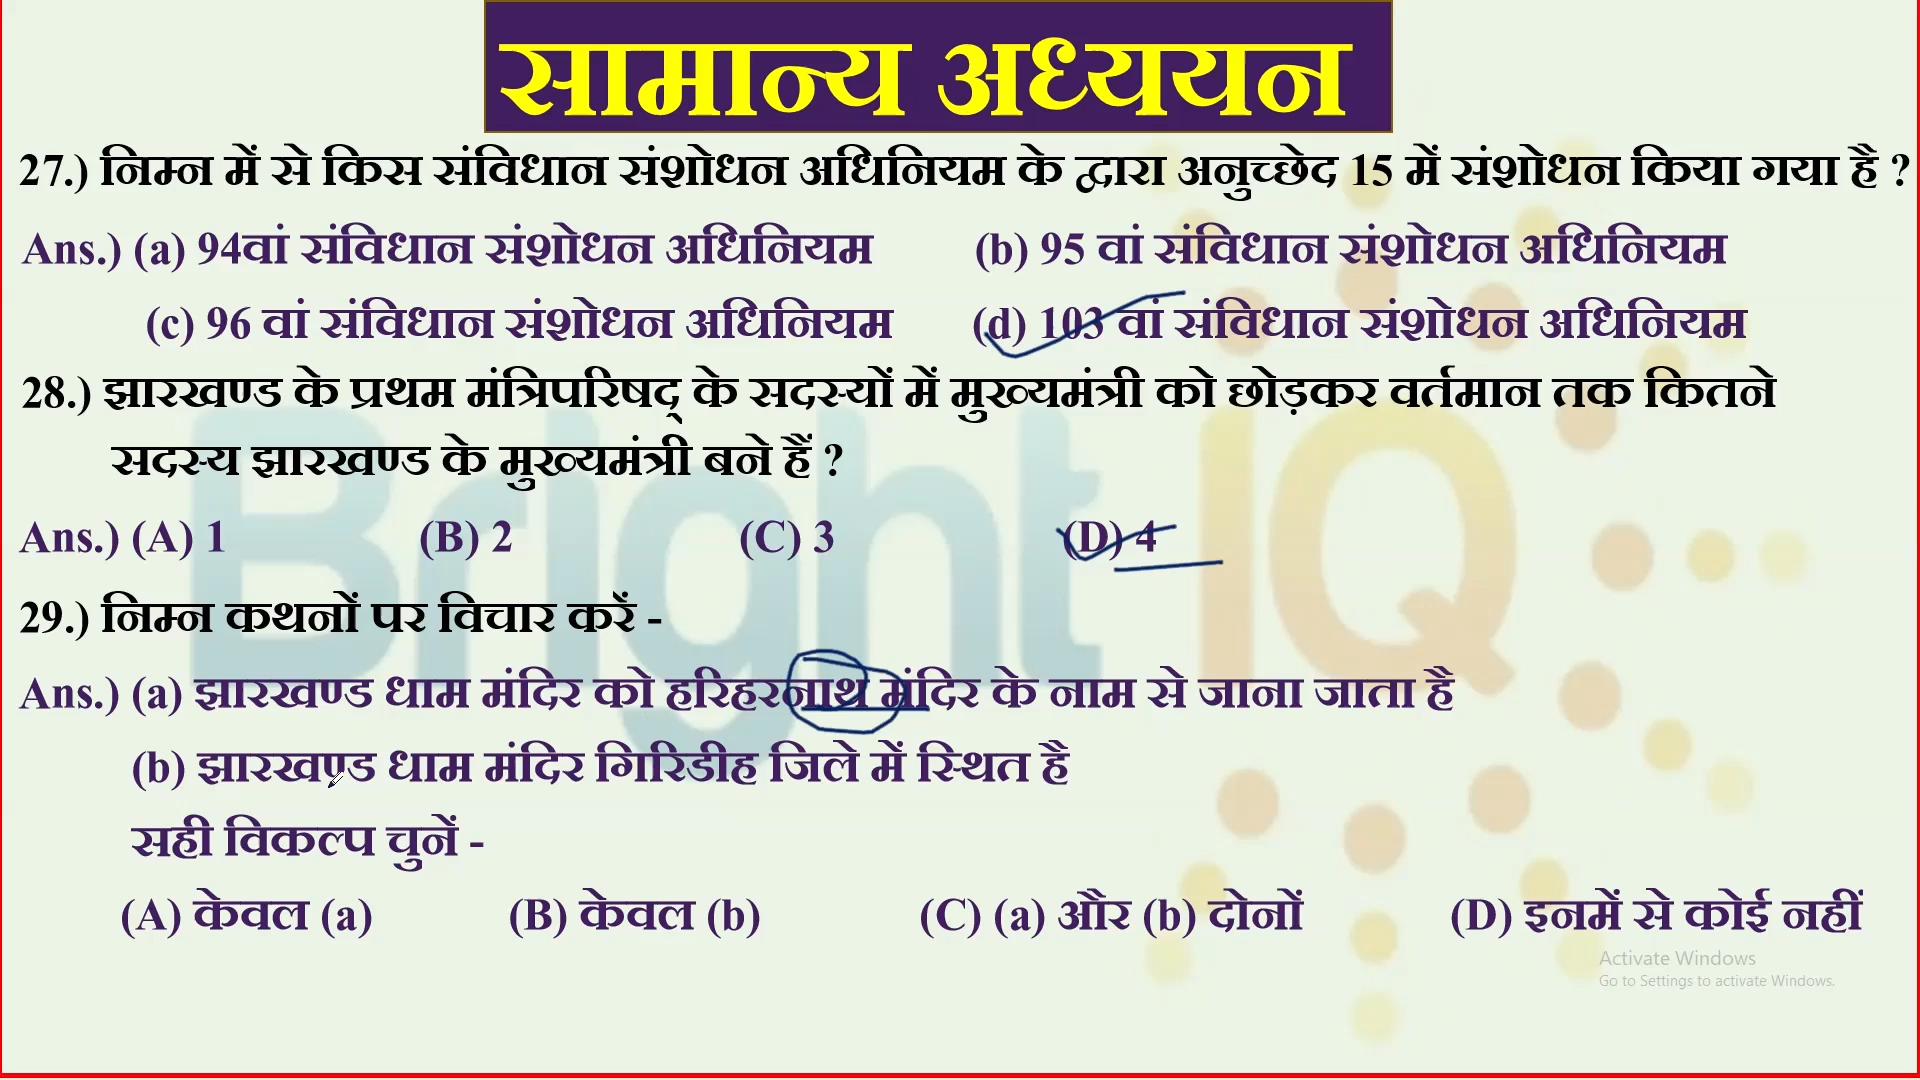 सामान्य अध्ययन
27.) निम्न में से किस संविधान संशोधन अधिनियम के द्वारा अनुच्छेद 15 में संशोधन किया गया है ?
Ans.) (a) 94वां संविधान संशोधन अधिनियम (b) 95 वां संविधान संशोधन अधिनियम
(c) 96 वां संविधान संशोधन अधिनियम (d) 103 वां संविधान संशोधन अधिनियम
28.) झारखण्ड के प्रथम मंत्रिपरिषद् के सदस्यों में मुख्यमंत्री को छोड़कर वर्तमान तक कितने
सदस्य झारखण्ड के मुख्यमंत्री बने हैं ?
Ans.) (A) 1 (B) 2 (C) 3 (D) 4
29.) निम्न कथनों पर विचार करें -
Ans.) (a) झारखण्ड धाम मंदिर को हरिहरनाथ मंदिर के नाम से जाना जाता है
(b) झारखण्ड धाम मंदिर गिरिडीह जिले में स्थित है
सही विकल्प चुनें -
(A) केवल (a) (B) केवल (b) (C) (a) और (b) दोनों (D) इनमें से कोई नहीं
Bright IQ
Activate Windows
Go to Settings to activate Windows.